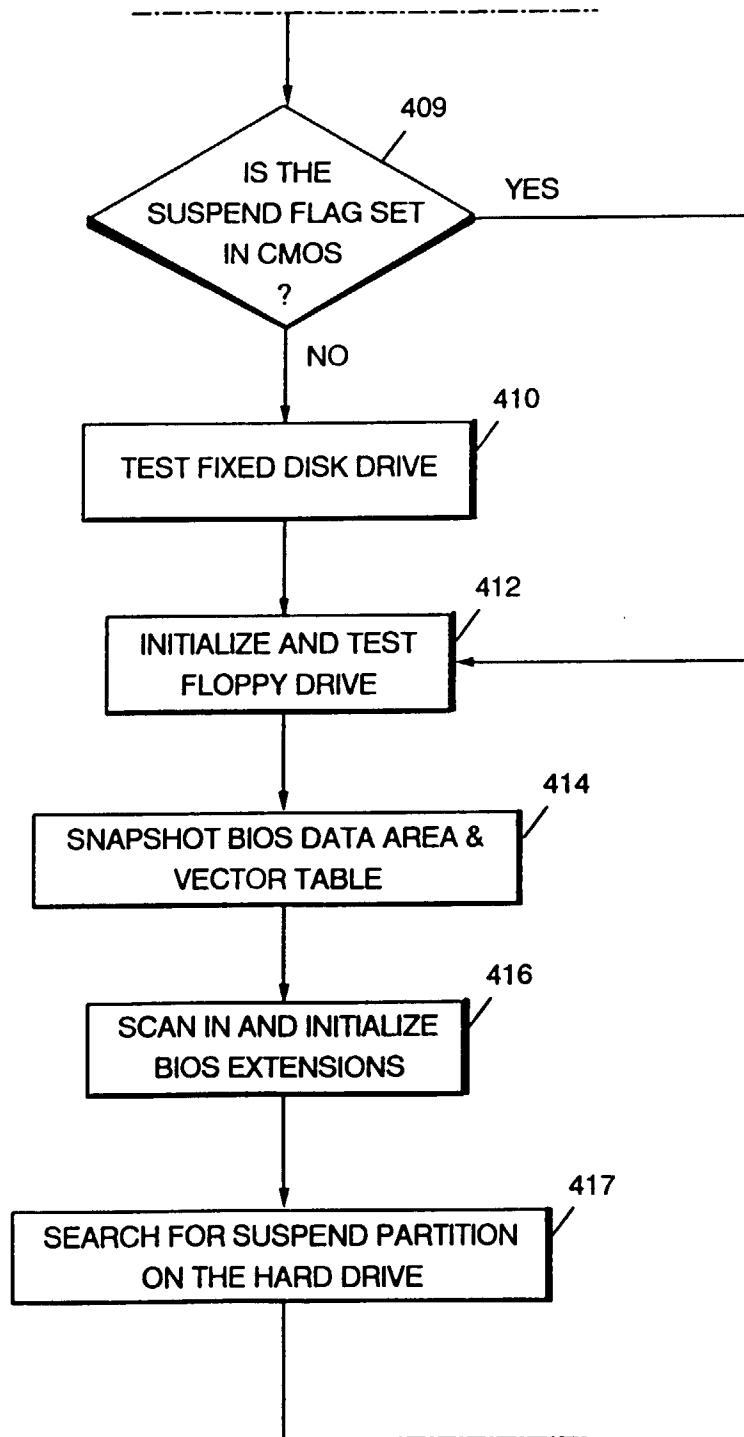 409
IS THE
SUSPEND FLAG SET
IN CMOS
?
YES
NO
410
TEST FIXED DISK DRIVE
412
INITIALIZE AND TEST
FLOPPY DRIVE
414
SNAPSHOT BIOS DATA AREA &
VECTOR TABLE
416
SCAN IN AND INITIALIZE
BIOS EXTENSIONS
417
SEARCH FOR SUSPEND PARTITION
ON THE HARD DRIVE